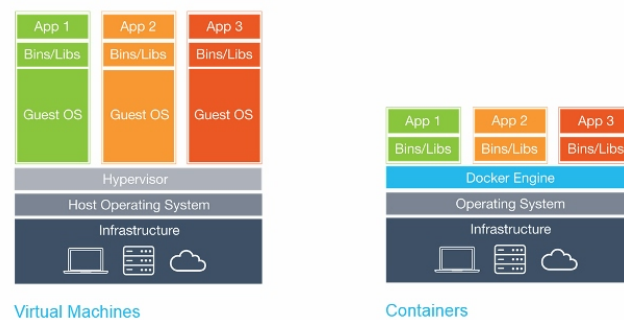 App 1
App 2
App 3
Bins/Libs
Bins/Libs
Bins/Libs
Guest OS
Guest OS
Guest OS
Hypervisor
Host Operating System
Infrastructure
Virtual Machines
App 1
App 2
App 3
Bins/Libs
Bins/Libs
Bins/Libs
Docker Engine
Operating System
Infrastructure
Containers